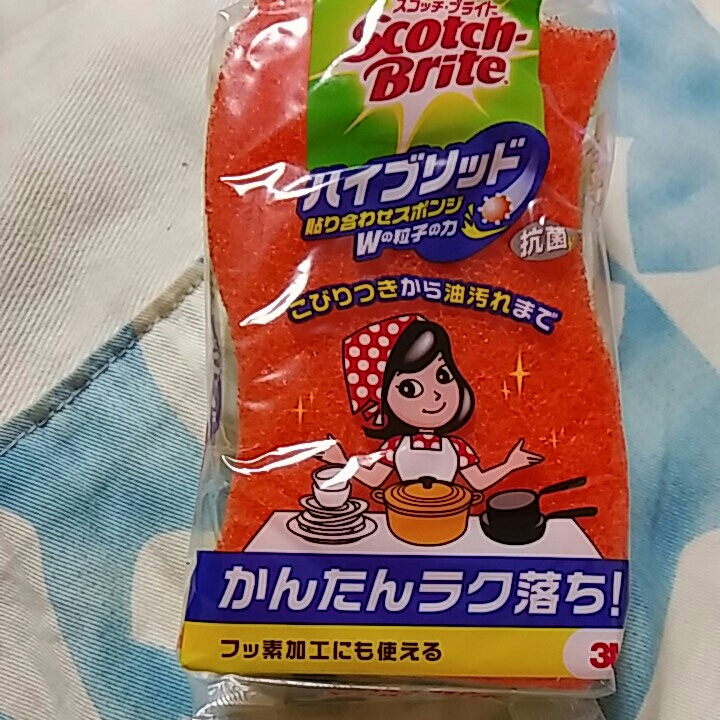 スコッチ・ブライト
Scotch-
Brite
ハイブリッド
貼り合わせスポンジ
Wの粒子の力
抗菌
こびりつきから油汚れまで
かんたんラク落ち!
フッ素加工にも使える
3M